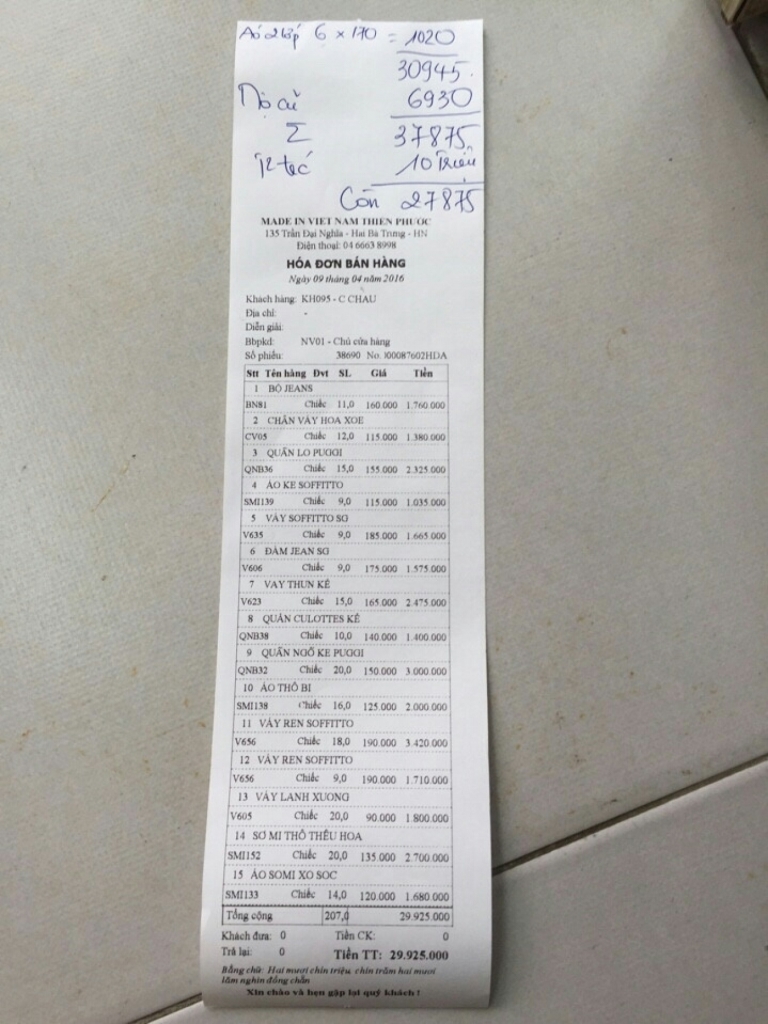 Áo 2 lớp 6 × 170 = 1020
30945
Nợ cũ 6930
Σ 37875
10 Triệu
Còn 27875
MADE IN VIET NAM THIEN PHUOC
135 Trần Đại Nghĩa - Hai Bà Trưng - HN
Điện thoại: 04 6663 8998
HÓA ĐƠN BÁN HÀNG
Ngày 09 tháng 04 năm 2016
Khách hàng: KH095 - C CHAU
Địa chỉ: -
Diễn giải:
Bbpkd: NV01 - Chủ cửa hàng
Số phiếu: 38690 No. J00087602HDA
Stt Tên hàng Đvt SL Giá Tiền
1 BỘ JEANS
BN81 Chiếc 11,0 160.000 1.760.000
2 CHÂN VÁY HOA XOE
CV05 Chiếc 12,0 115.000 1.380.000
3 QUẦN LO PUGGI
QNB36 Chiếc 15,0 155.000 2.325.000
4 ÁO KE SOFFITTO
SMI139 Chiếc 9,0 115.000 1.035.000
5 VÁY SOFFITTO SG
V635 Chiếc 9,0 185.000 1.665.000
6 ĐẦM JEAN SG
V606 Chiếc 9,0 175.000 1.575.000
7 VAY THUN KẺ
V623 Chiếc 15,0 165.000 2.475.000
8 QUẦN CULOTTES KẺ
QNB38 Chiếc 10,0 140.000 1.400.000
9 QUẦN NGỐ KE PUGGI
QNB32 Chiếc 20,0 150.000 3.000.000
10 ÁO THÔ BI
SMI138 Chiếc 16,0 125.000 2.000.000
11 VÁY REN SOFFITTO
V656 Chiếc 18,0 190.000 3.420.000
12 VÁY REN SOFFITTO
V656 Chiếc 9,0 190.000 1.710.000
13 VÁY LANH XUONG
V605 Chiếc 20,0 90.000 1.800.000
14 SƠ MI THÔ THÊU HOA
SMI152 Chiếc 20,0 135.000 2.700.000
15 ÁO SOMI XO SOC
SMI133 Chiếc 14,0 120.000 1.680.000
Tổng cộng 207,0 29.925.000
Khách đưa: 0 Tiền CK: 0
Trả lại: 0 Tiền TT: 29.925.000
Bằng chữ: Hai mươi chín triệu, chín trăm hai mươi
lăm nghìn đồng chẵn
Xin chào và hẹn gặp lại quý khách !